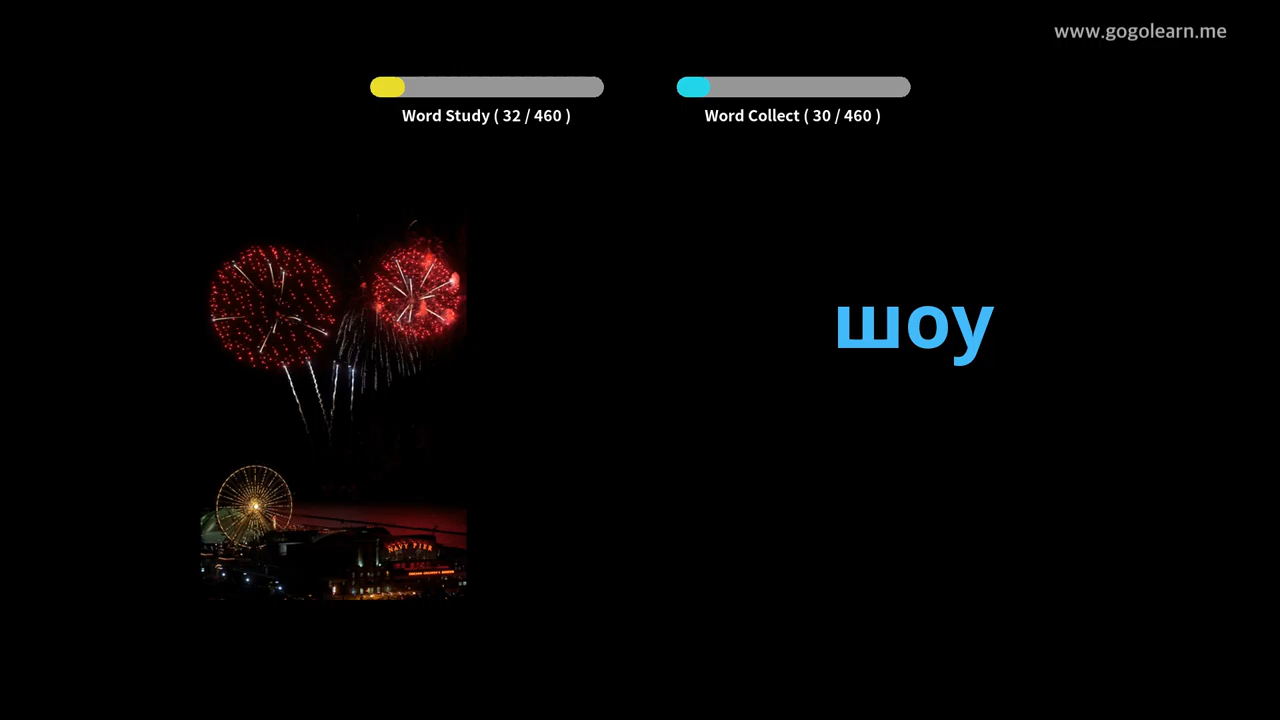 www.gogolearn.me
Word Study ( 32 / 460 )
Word Collect ( 30 / 460 )
шоу
NAVY PIER